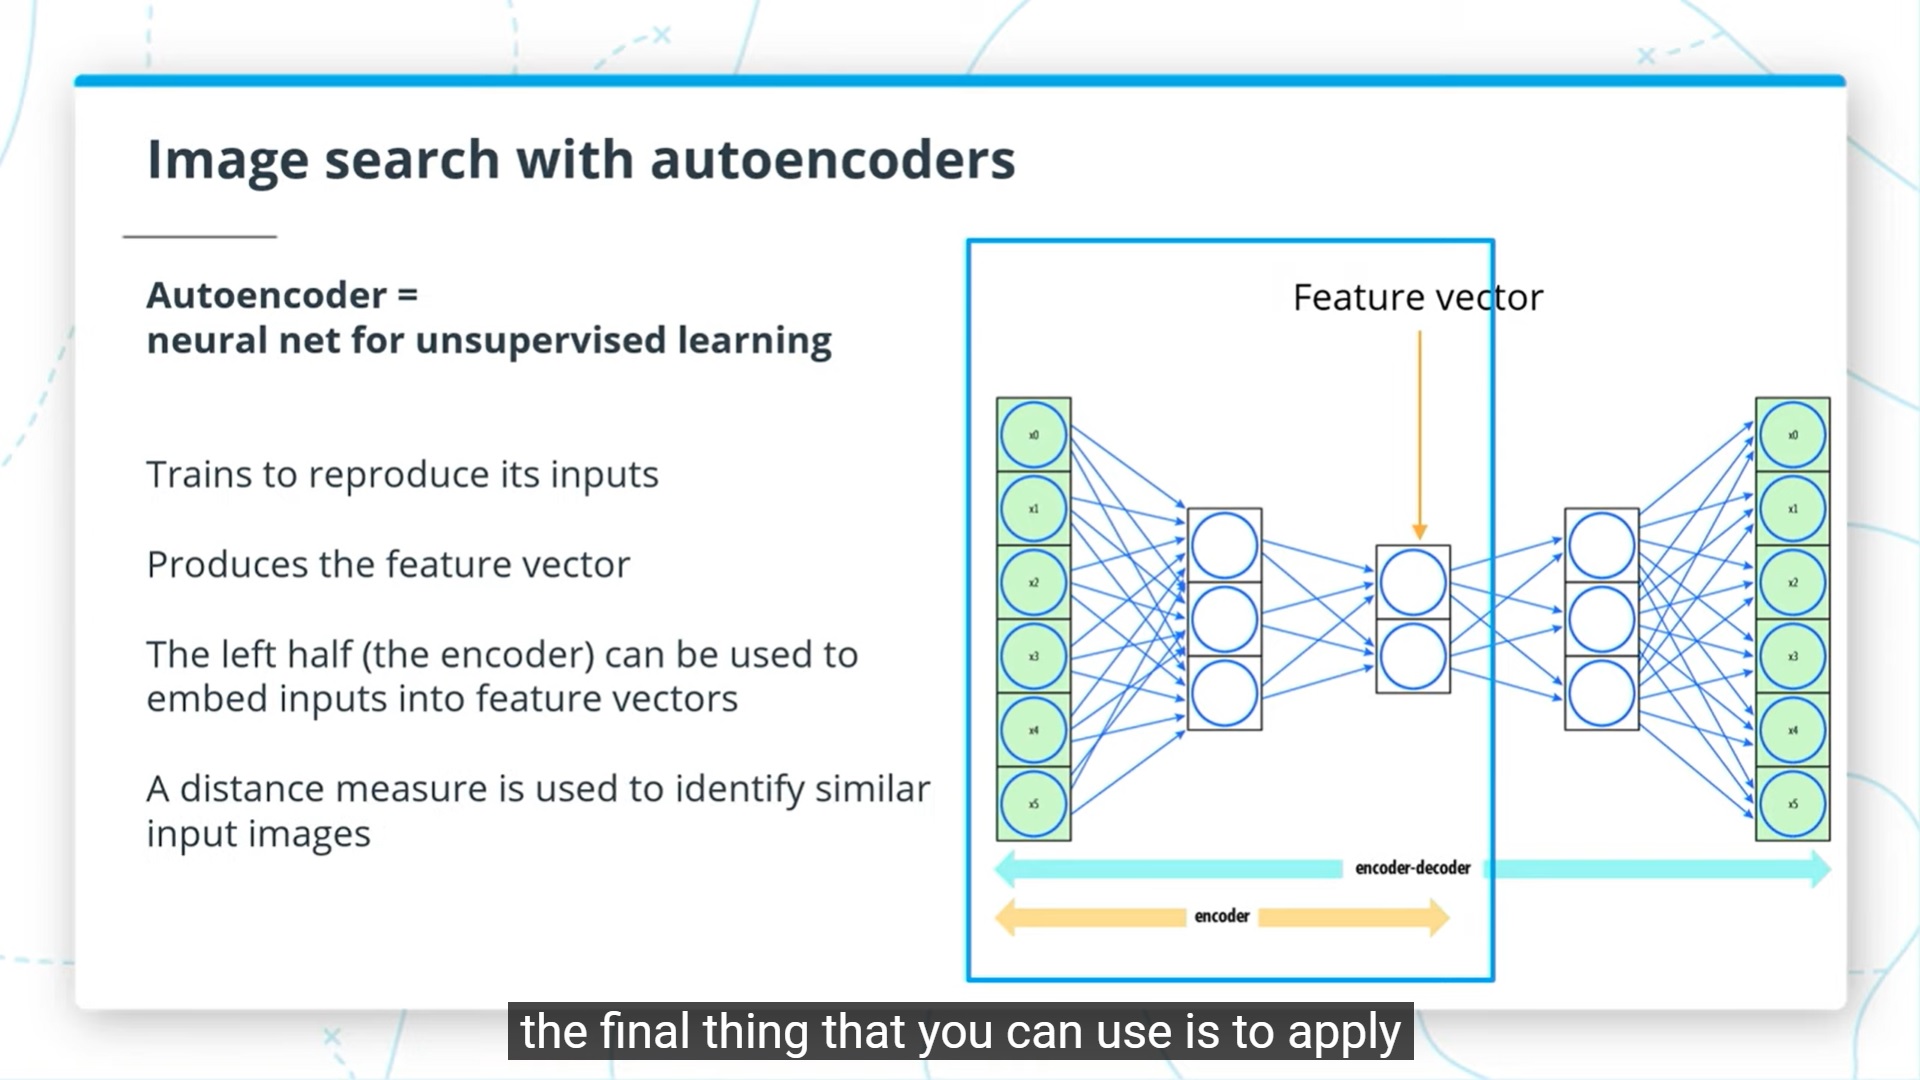 Image search with autoencoders
Autoencoder =
neural net for unsupervised learning
Trains to reproduce its inputs
Produces the feature vector
The left half (the encoder) can be used to
embed inputs into feature vectors
A distance measure is used to identify similar
input images
Feature vector
x0
x1
x2
x3
x4
x5
x0
x1
x2
x3
x4
x5
encoder-decoder
encoder
the final thing that you can use is to apply